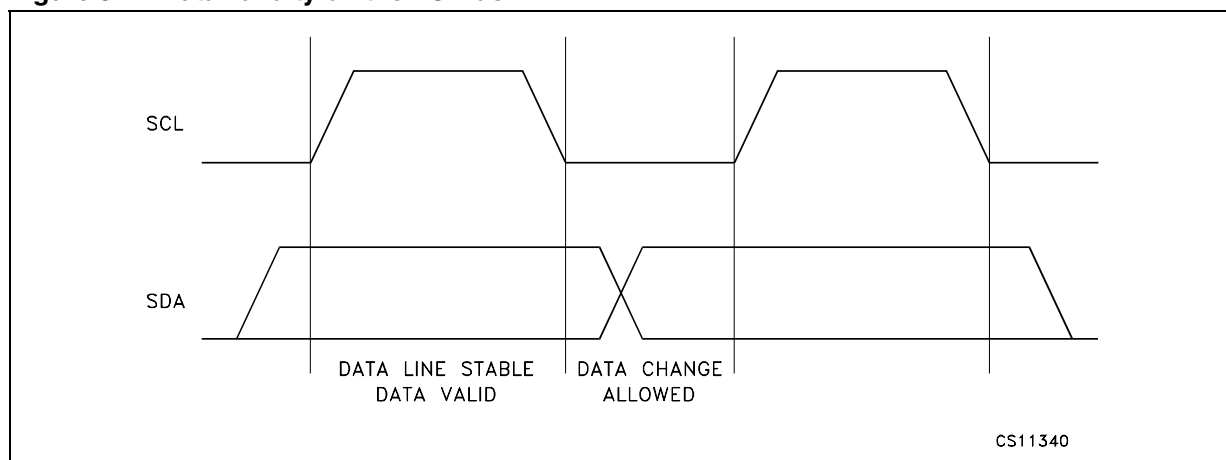 SCL
SDA
DATA LINE STABLE
DATA VALID
DATA CHANGE
ALLOWED
CS11340